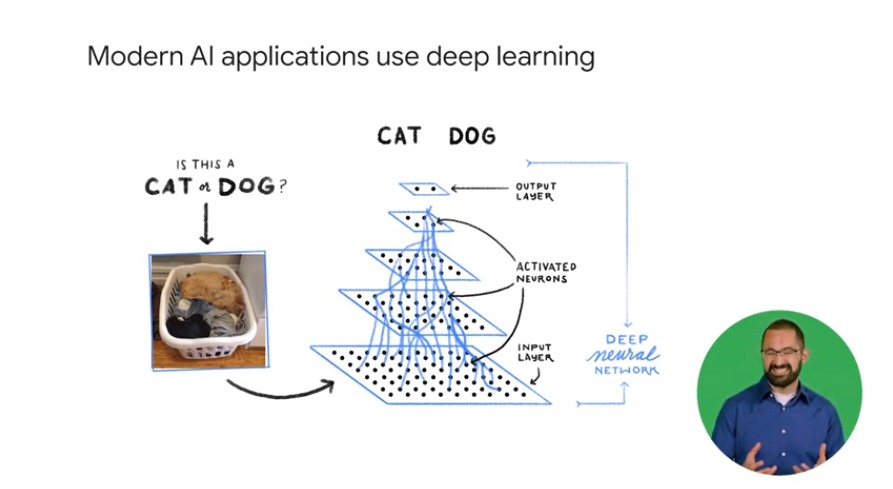 Modern AI applications use deep learning
CAT DOG
IS THIS A
CAT or DOG?
OUTPUT
LAYER
ACTIVATED
NEURONS
INPUT
LAYER
DEEP
neural
NETWORK